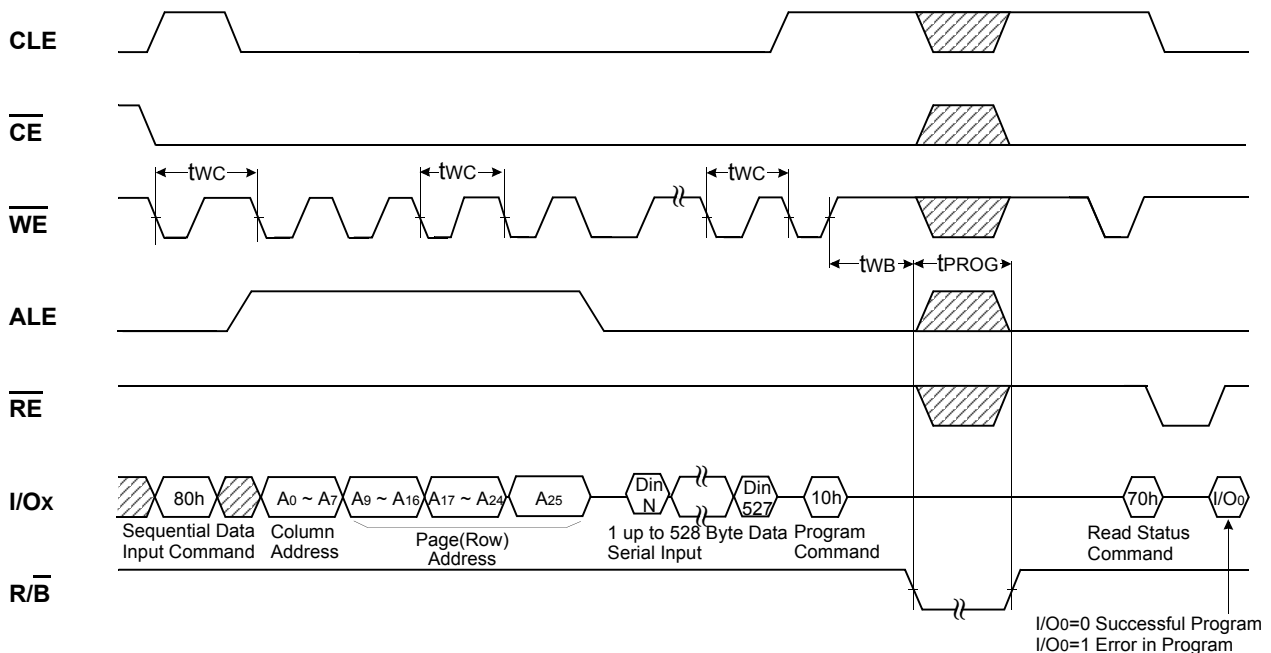 CLE
CE
tWC
tWC
tWC
WE
tWB
tPROG
ALE
RE
I/Ox
80h
A0 ~ A7
A9 ~ A16
A17 ~ A24
A25
Din
N
Din
527
10h
70h
I/O0
Sequential Data
Input Command
Column
Address
Page(Row)
Address
1 up to 528 Byte Data
Serial Input
Program
Command
Read Status
Command
R/B
I/O0=0 Successful Program
I/O0=1 Error in Program